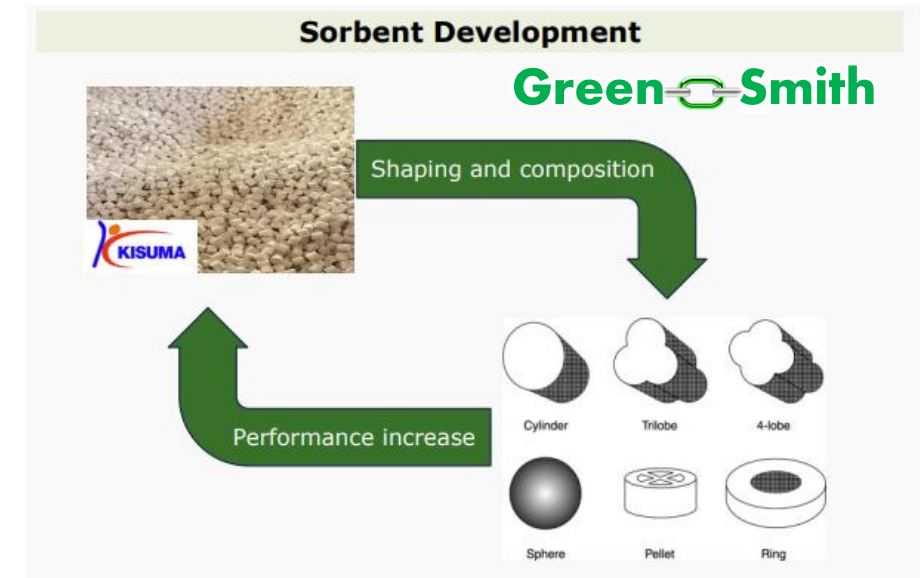 Sorbent Development
Green Smith
Shaping and composition
KISUMA
Cylinder Trilobe 4-lobe
Performance increase
Sphere Pellet Ring